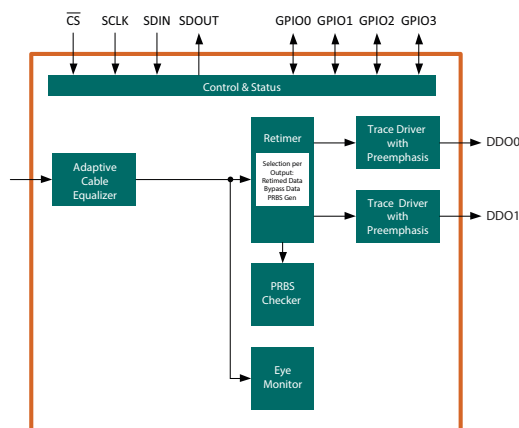 CS SCLK SDIN SDOUT GPIO0 GPIO1 GPIO2 GPIO3
Control & Status
Retimer
Selection per
Output:
Retimed Data
Bypass Data
PRBS Gen
Trace Driver
with
Preemphasis
DDO0
Adaptive
Cable
Equalizer
Trace Driver
with
Preemphasis
DDO1
PRBS
Checker
Eye
Monitor